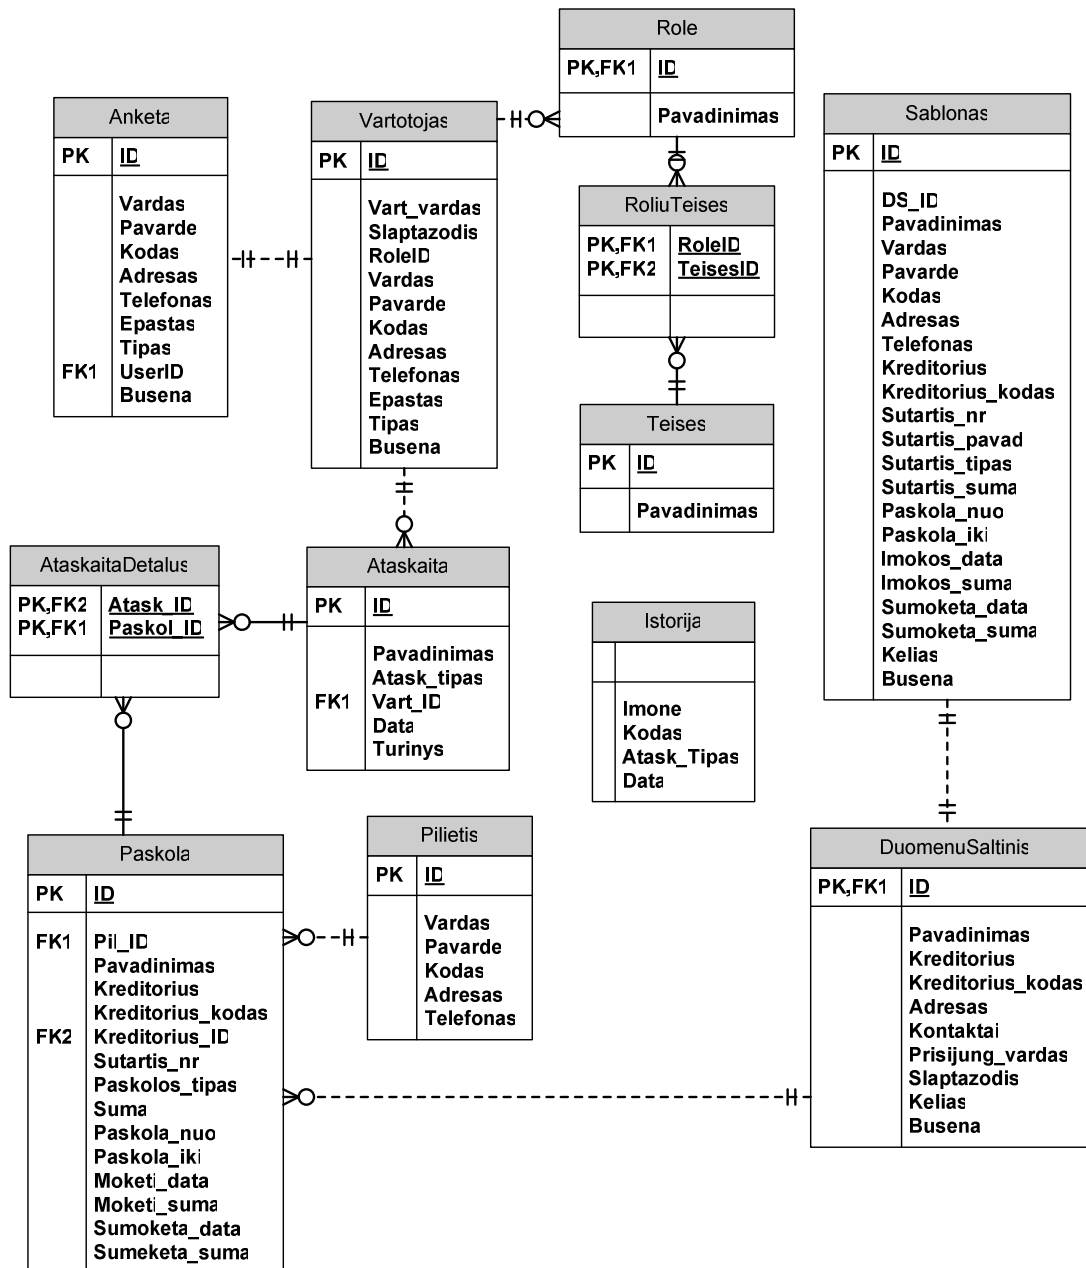 Role
PK,FK1 ID
Pavadinimas
Anketa
PK ID
Vardas
Pavarde
Kodas
Adresas
Telefonas
Epastas
Tipas
FK1 UserID
Busena
Vartotojas
PK ID
Vart_vardas
Slaptazodis
RoleID
Vardas
Pavarde
Kodas
Adresas
Telefonas
Epastas
Tipas
Busena
RoliuTeises
PK,FK1 RoleID
PK,FK2 TeisesID
Teises
PK ID
Pavadinimas
Sablonas
PK ID
DS_ID
Pavadinimas
Vardas
Pavarde
Kodas
Adresas
Telefonas
Kreditorius
Kreditorius_kodas
Sutartis_nr
Sutartis_pavad
Sutartis_tipas
Sutartis_suma
Paskola_nuo
Paskola_iki
Imokos_data
Imokos_suma
Sumoketa_data
Sumoketa_suma
Kelias
Busena
AtaskaitaDetalus
PK,FK2 Atask_ID
PK,FK1 Paskol_ID
Ataskaita
PK ID
Pavadinimas
Atask_tipas
FK1 Vart_ID
Data
Turinys
Istorija
Imone
Kodas
Atask_Tipas
Data
Paskola
PK ID
FK1 Pil_ID
Pavadinimas
Kreditorius
Kreditorius_kodas
FK2 Kreditorius_ID
Sutartis_nr
Paskolos_tipas
Suma
Paskola_nuo
Paskola_iki
Moketi_data
Moketi_suma
Sumoketa_data
Sumeketa_suma
Pilietis
PK ID
Vardas
Pavarde
Kodas
Adresas
Telefonas
DuomenuSaltinis
PK,FK1 ID
Pavadinimas
Kreditorius
Kreditorius_kodas
Adresas
Kontaktai
Prisijung_vardas
Slaptazodis
Kelias
Busena